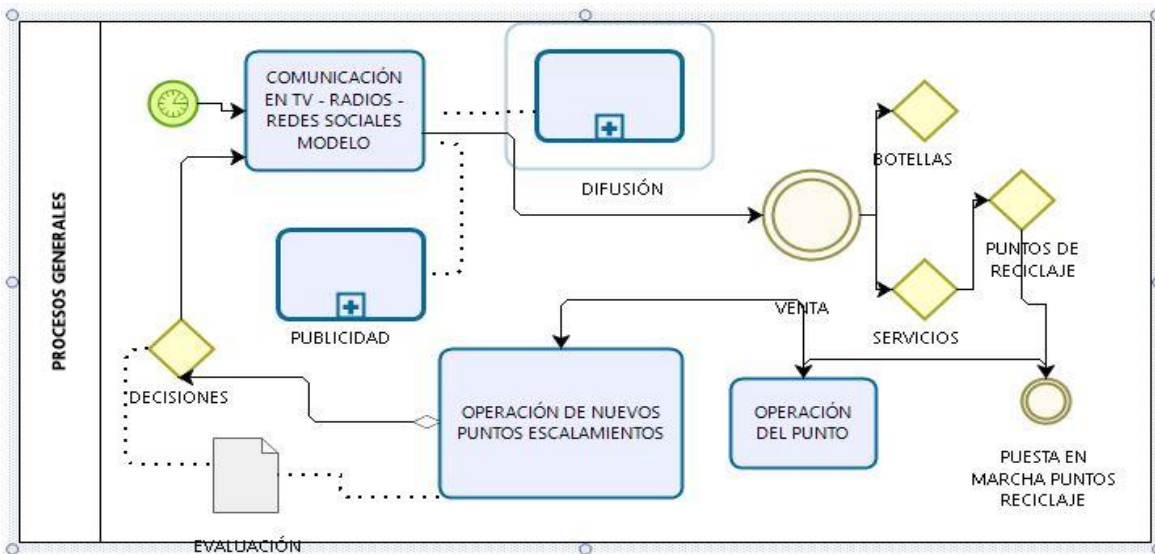 PROCESOS GENERALES
COMUNICACIÓN
EN TV - RADIOS -
REDES SOCIALES
MODELO
DIFUSIÓN
BOTELLAS
PUNTOS DE
RECICLAJE
VENTA
SERVICIOS
PUBLICIDAD
DECISIONES
OPERACIÓN DE NUEVOS
PUNTOS ESCALAMIENTOS
OPERACIÓN
DEL PUNTO
PUESTA EN
MARCHA PUNTOS
RECICLAJE
EVALUACIÓN